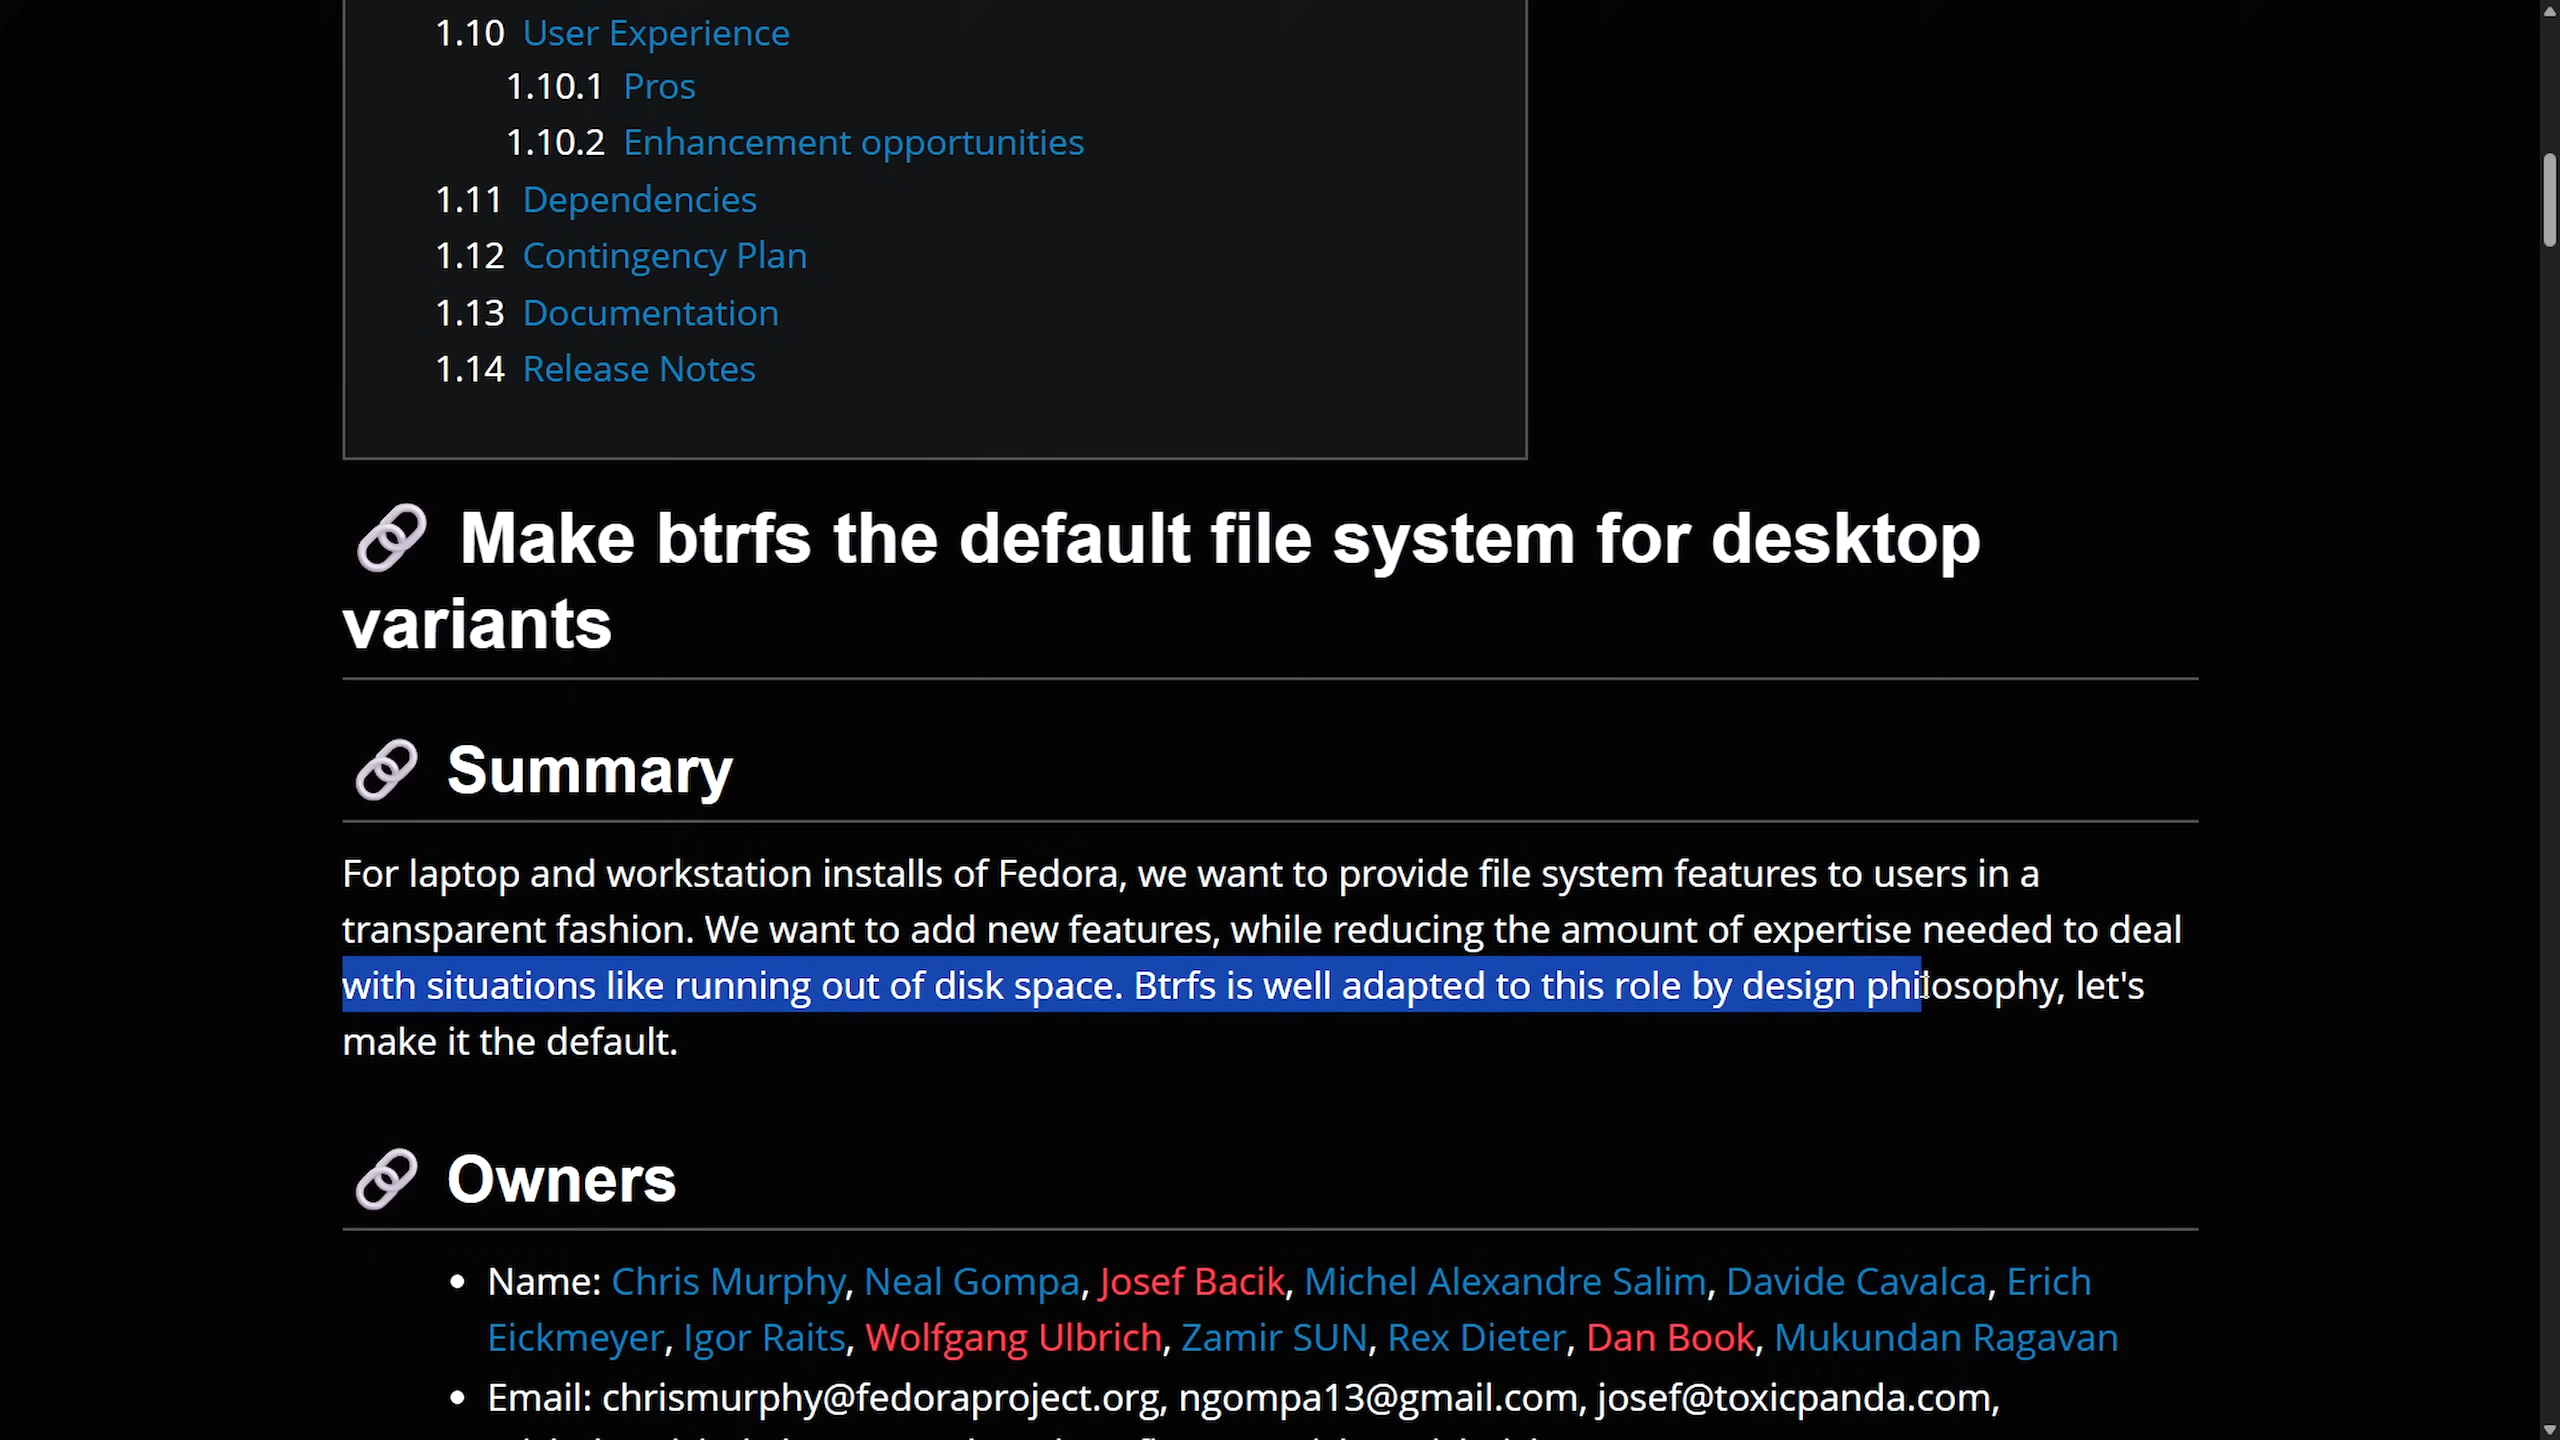 1.10 User Experience
1.10.1 Pros
1.10.2 Enhancement opportunities
1.11 Dependencies
1.12 Contingency Plan
1.13 Documentation
1.14 Release Notes
Make btrfs the default file system for desktop
variants
Summary
For laptop and workstation installs of Fedora, we want to provide file system features to users in a
transparent fashion. We want to add new features, while reducing the amount of expertise needed to deal
with situations like running out of disk space. Btrfs is well adapted to this role by design philosophy, let's
make it the default.
Owners
• Name: Chris Murphy, Neal Gompa, Josef Bacik, Michel Alexandre Salim, Davide Cavalca, Erich
Eickmeyer, Igor Raits, Wolfgang Ulbrich, Zamir SUN, Rex Dieter, Dan Book, Mukundan Ragavan
• Email: chrismurphy@fedoraproject.org, ngompa13@gmail.com, josef@toxicpanda.com,